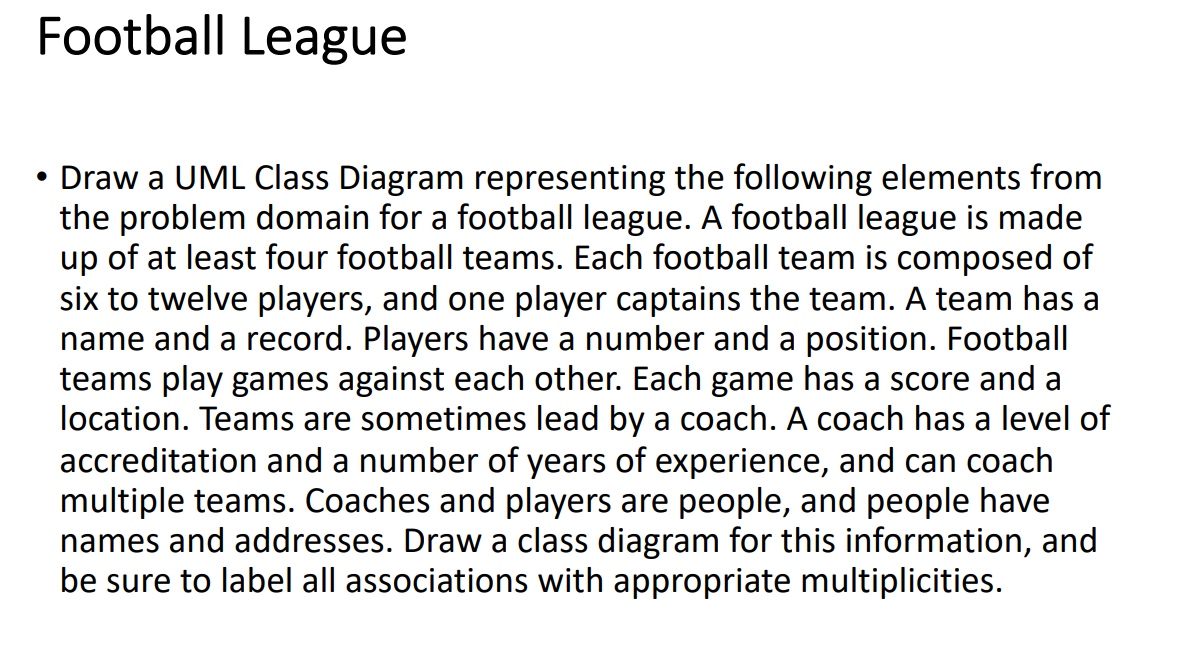 Football League
• Draw a UML Class Diagram representing the following elements from
the problem domain for a football league. A football league is made
up of at least four football teams. Each football team is composed of
six to twelve players, and one player captains the team. A team has a
name and a record. Players have a number and a position. Football
teams play games against each other. Each game has a score and a
location. Teams are sometimes lead by a coach. A coach has a level of
accreditation and a number of years of experience, and can coach
multiple teams. Coaches and players are people, and people have
names and addresses. Draw a class diagram for this information, and
be sure to label all associations with appropriate multiplicities.